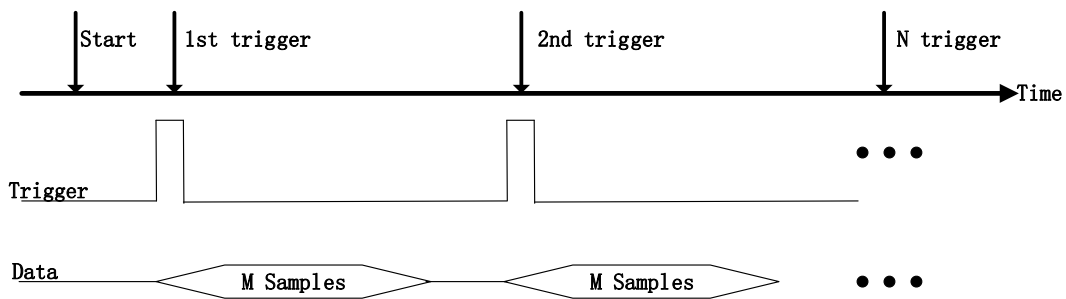 Start
1st trigger
2nd trigger
N trigger
Time
Trigger
Data
M Samples
M Samples